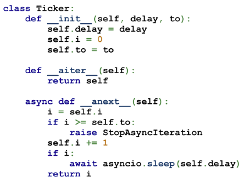 class Ticker:
    def __init__(self, delay, to):
        self.delay = delay
        self.i = 0
        self.to = to
    def __aiter__(self):
        return self
    async def __anext__(self):
        i = self.i
        if i >= self.to:
            raise StopAsyncIteration
        self.i += 1
        if i:
            await asyncio.sleep(self.delay)
        return i